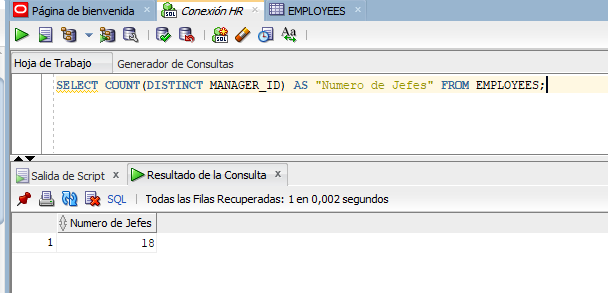 Página de bienvenida Conexión HR EMPLOYEES
SQL Aa
Hoja de Trabajo Generador de Consultas
SELECT COUNT(DISTINCT MANAGER_ID) AS "Numero de Jefes" FROM EMPLOYEES;
Salida de Script Resultado de la Consulta
SQL Todas las Filas Recuperadas: 1 en 0,002 segundos
Numero de Jefes
1 18